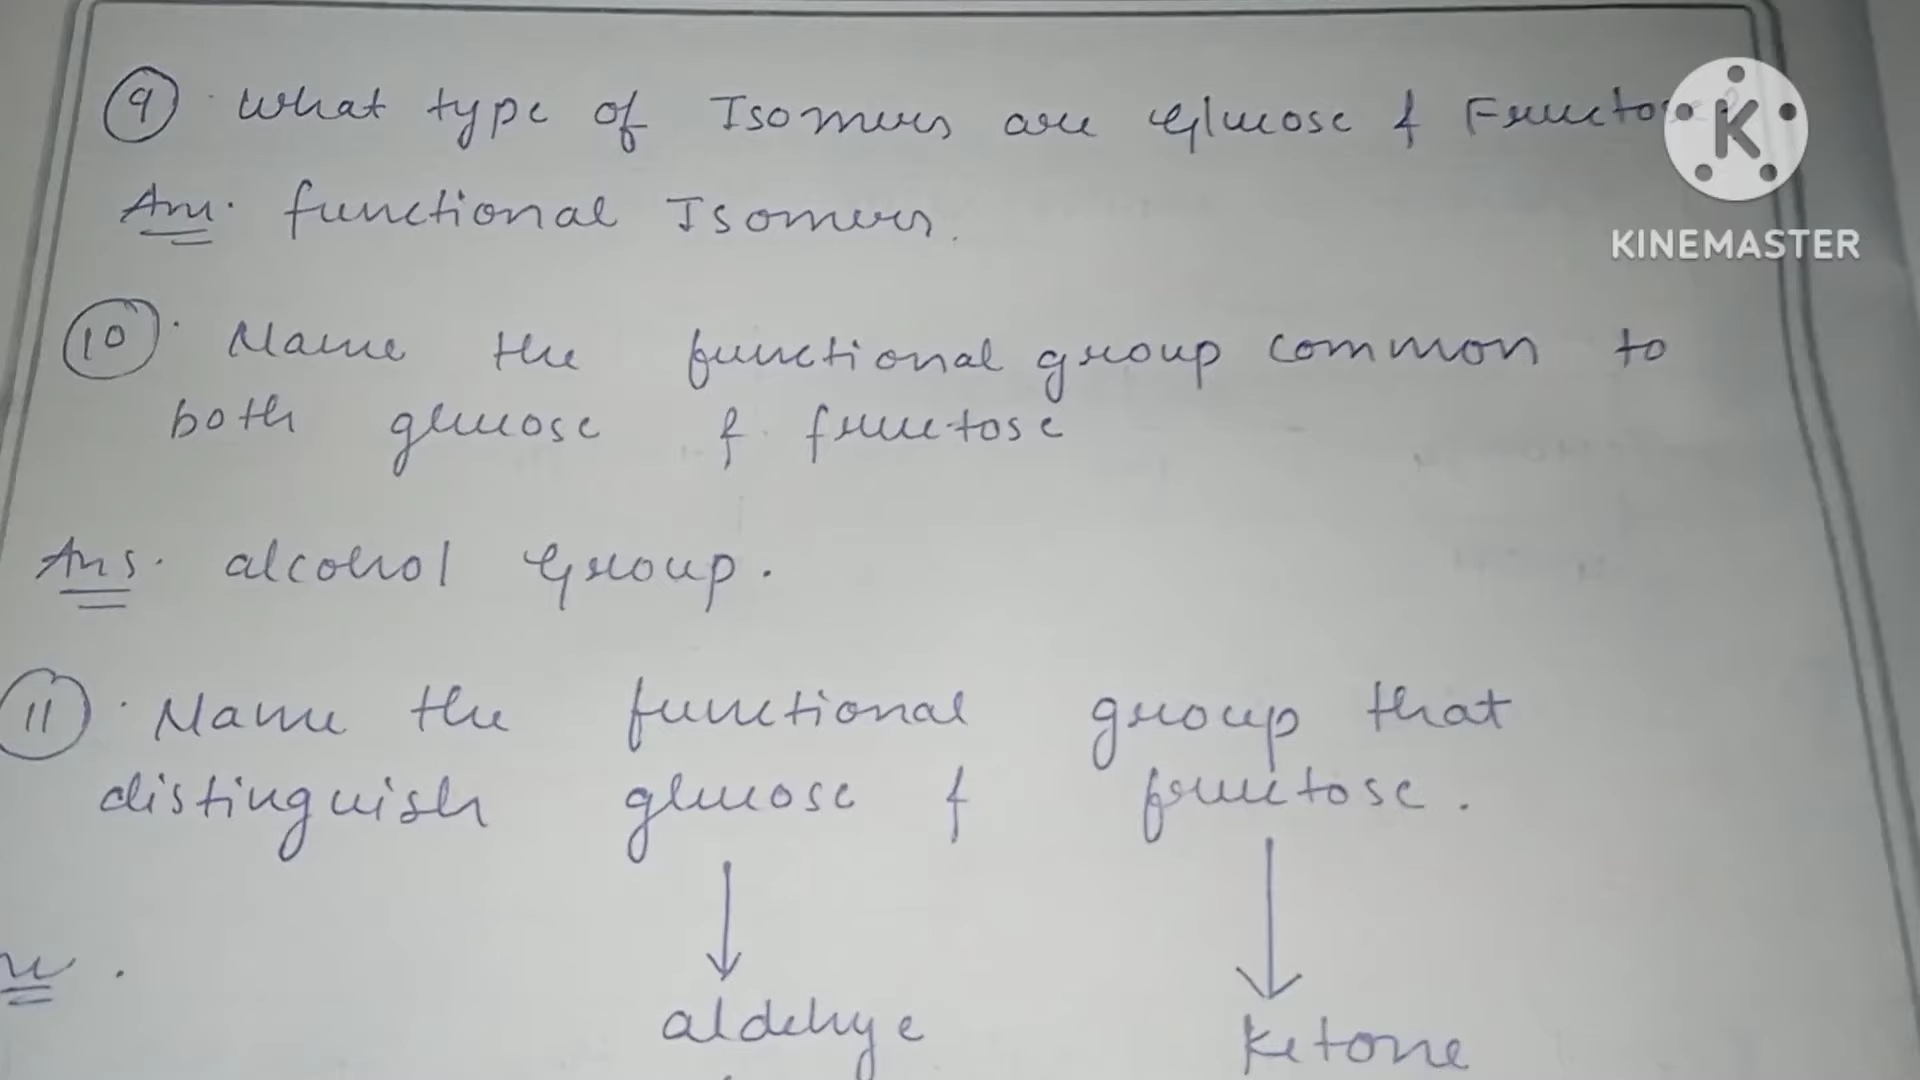 9. What type of Isomers are Glucose & Fructose?
Ans. functional Isomers.
10. Name the functional group common to
both glucose & fructose
Ans. alcohol Group.
11. Name the functional group that
distinguish glucose & fructose.
aldehye
ketone
K
KINEMASTER